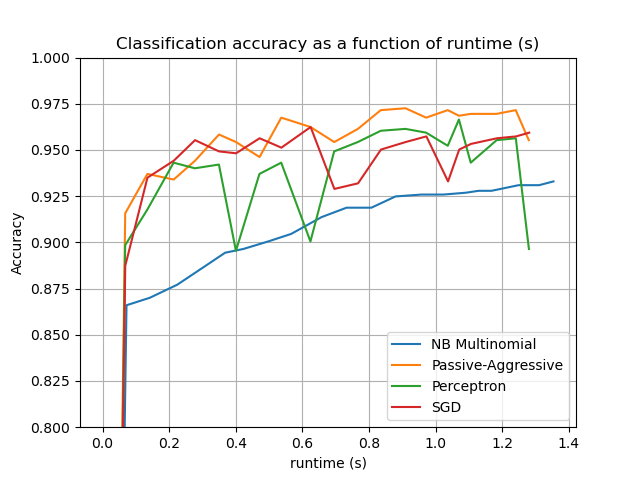 Classification accuracy as a function of runtime (s)
1.000
0.975
0.950
0.925
0.900
0.875
0.850
0.825
0.800
Accuracy
NB Multinomial
Passive-Aggressive
Perceptron
SGD
0.0 0.2 0.4 0.6 0.8 1.0 1.2 1.4
runtime (s)